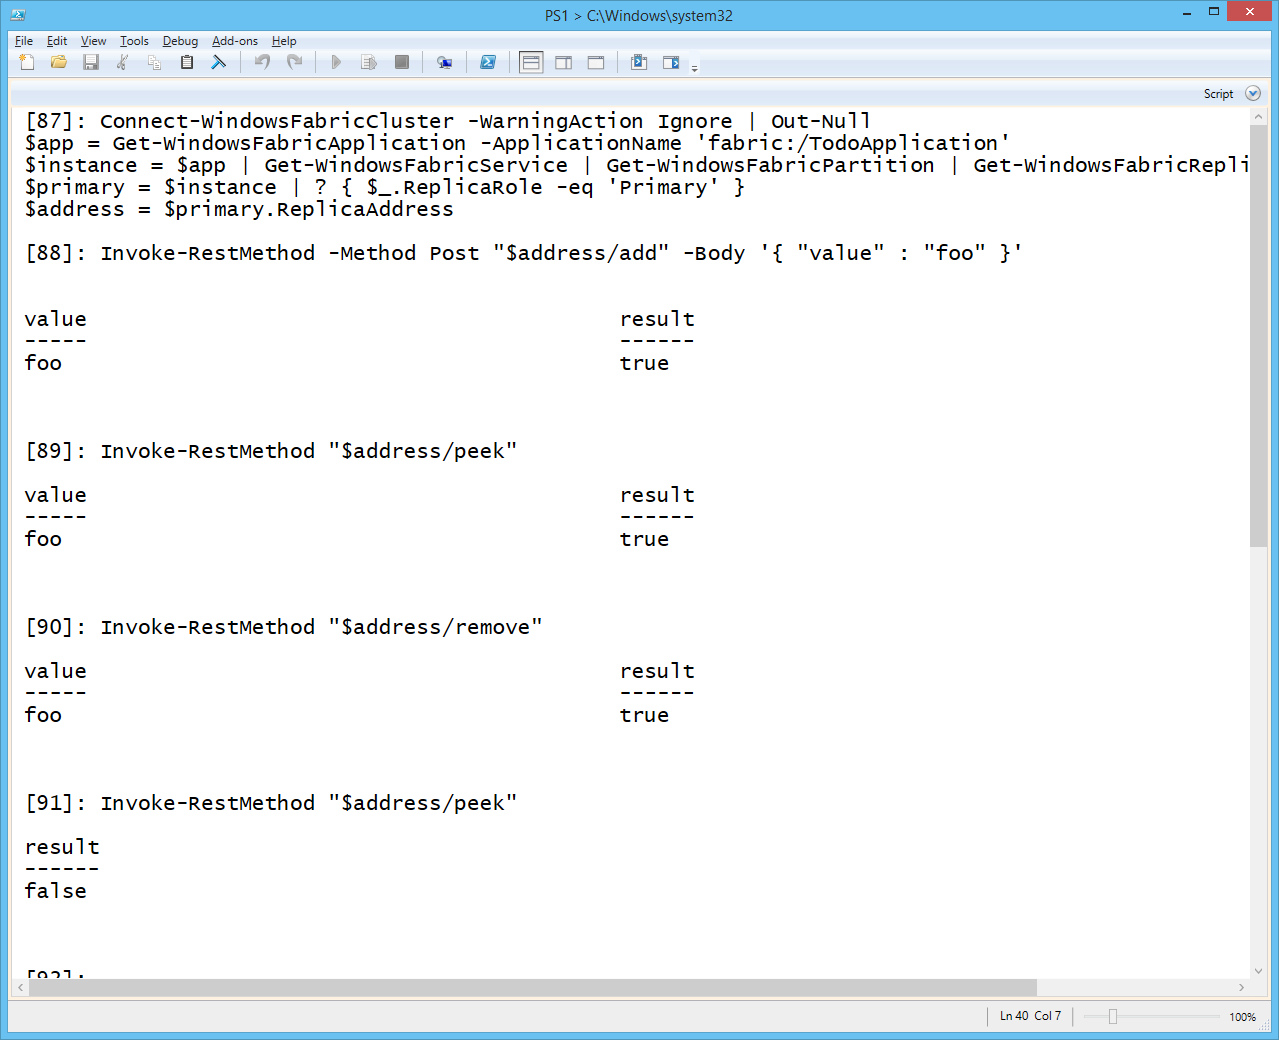 PS1 > C:\Windows\system32
File Edit View Tools Debug Add-ons Help
Script
[87]: Connect-WindowsFabricCluster -WarningAction Ignore | Out-Null
$app = Get-WindowsFabricApplication -ApplicationName 'fabric:/TodoApplication'
$instance = $app | Get-WindowsFabricService | Get-WindowsFabricPartition | Get-WindowsFabricRepli
$primary = $instance | ? { $_.ReplicaRole -eq 'Primary' }
$address = $primary.ReplicaAddress
[88]: Invoke-RestMethod -Method Post "$address/add" -Body '{ "value" : "foo" }'
value result
----- ------
foo true
[89]: Invoke-RestMethod "$address/peek"
value result
----- ------
foo true
[90]: Invoke-RestMethod "$address/remove"
value result
----- ------
foo true
[91]: Invoke-RestMethod "$address/peek"
result
------
false
[92]:
Ln 40 Col 7 100%